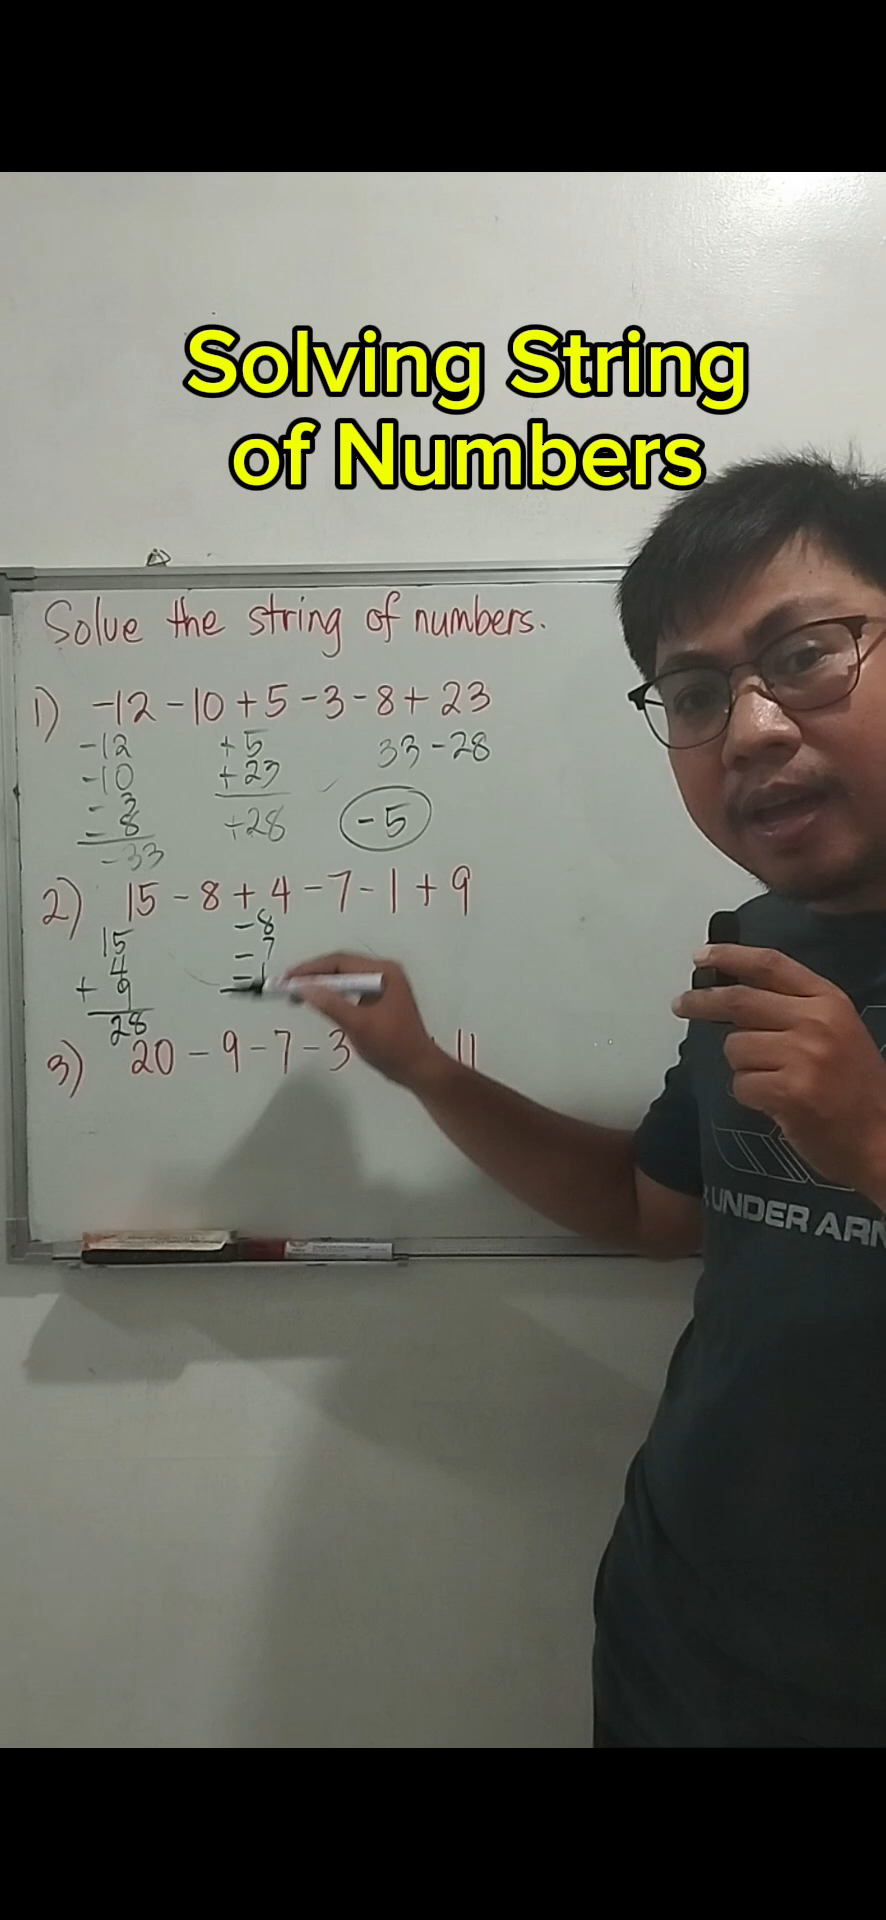 Solving String
of Numbers
Solve the string of numbers.
1) -12 - 10 + 5 - 3 - 8 + 23
-12
-10
- 3
- 8
-33
+5
+23
+28
33 - 28
-5
2) 15 - 8 + 4 - 7 - 1 + 9
15
4
+ 9
28
-8
-7
-1
3) 20 - 9 - 7 - 3
11
UNDER ARM